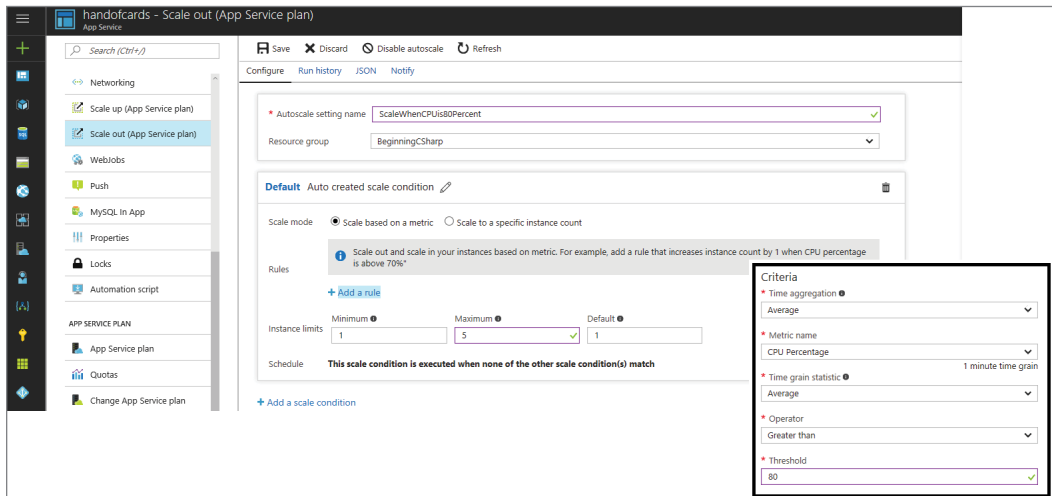 handofcards - Scale out (App Service plan)
App Service
Search (Ctrl+/)
Networking
Scale up (App Service plan)
Scale out (App Service plan)
WebJobs
Push
MySQL In App
Properties
Locks
Automation script
APP SERVICE PLAN
App Service plan
Quotas
Change App Service plan
Save Discard Disable autoscale Refresh
Configure Run history JSON Notify
* Autoscale setting name ScaleWhenCPUis80Percent
Resource group BeginningCSharp
Default Auto created scale condition
Scale mode Scale based on a metric Scale to a specific instance count
Rules
Scale out and scale in your instances based on metric. For example, add a rule that increases instance count by 1 when CPU percentage
is above 70%"
+ Add a rule
Instance limits
Minimum Maximum Default
1 5 1
Schedule This scale condition is executed when none of the other scale condition(s) match
+ Add a scale condition
Criteria
* Time aggregation
Average
* Metric name
CPU Percentage
1 minute time grain
* Time grain statistic
Average
* Operator
Greater than
* Threshold
80